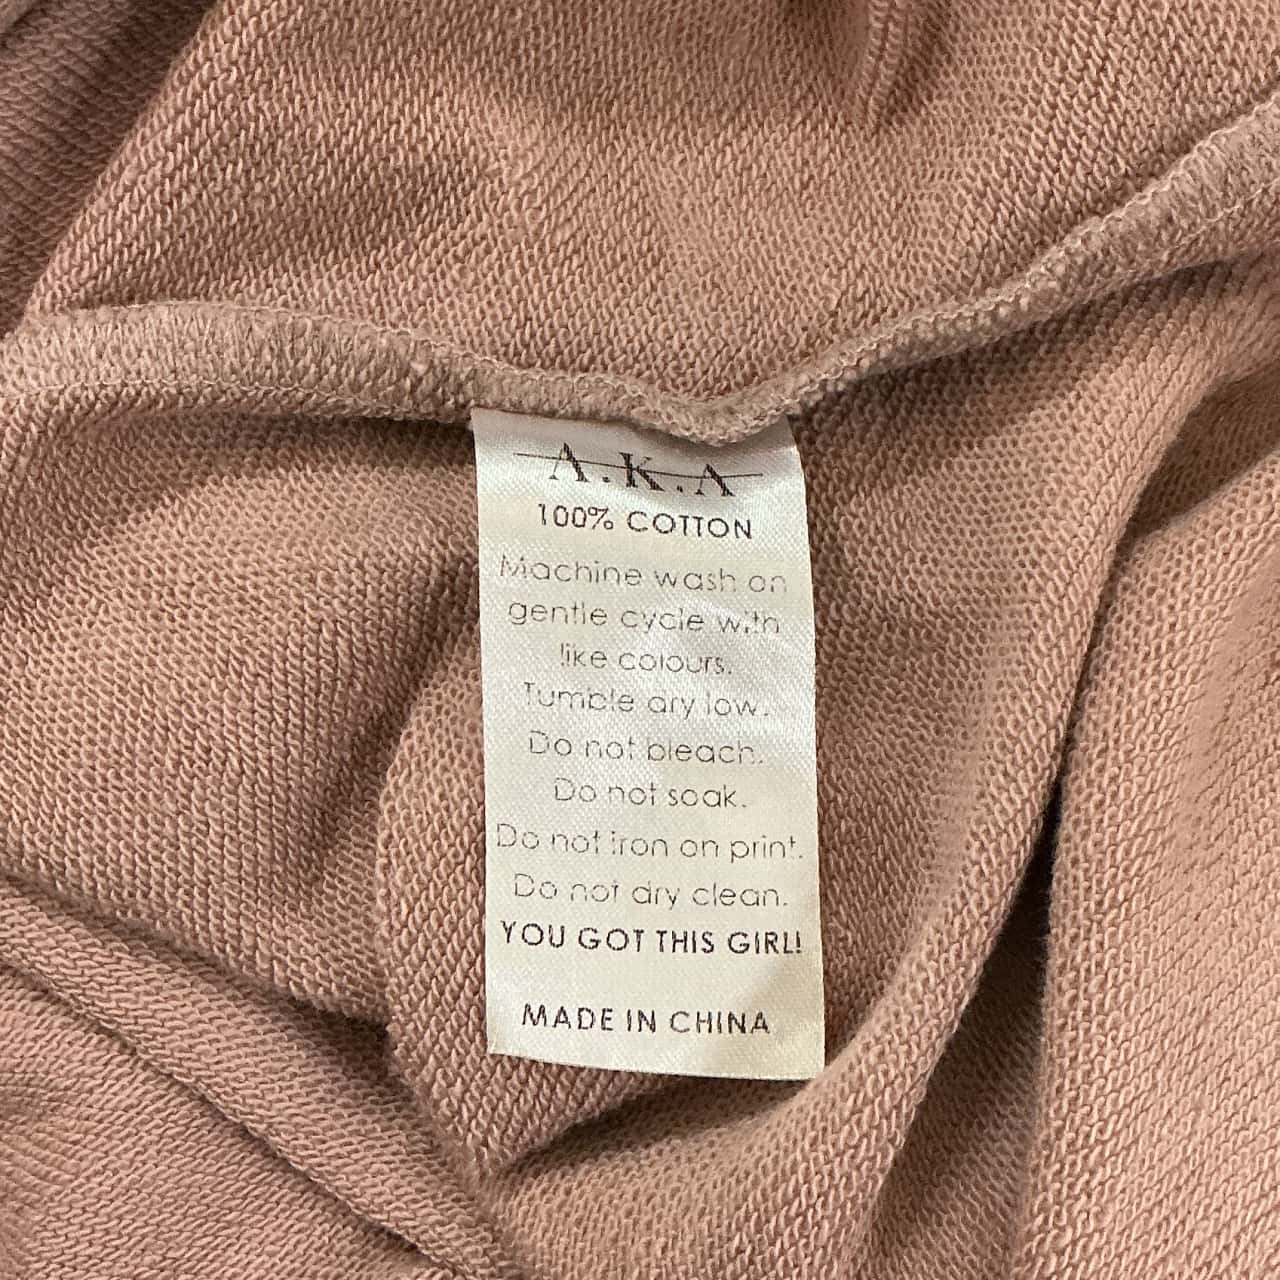 A.K.A
100% COTTON
Machine wash on
gentle cycle with
like colours.
Tumble dry low.
Do not bleach.
Do not soak.
Do not iron on print.
Do not dry clean.
YOU GOT THIS GIRL!
MADE IN CHINA